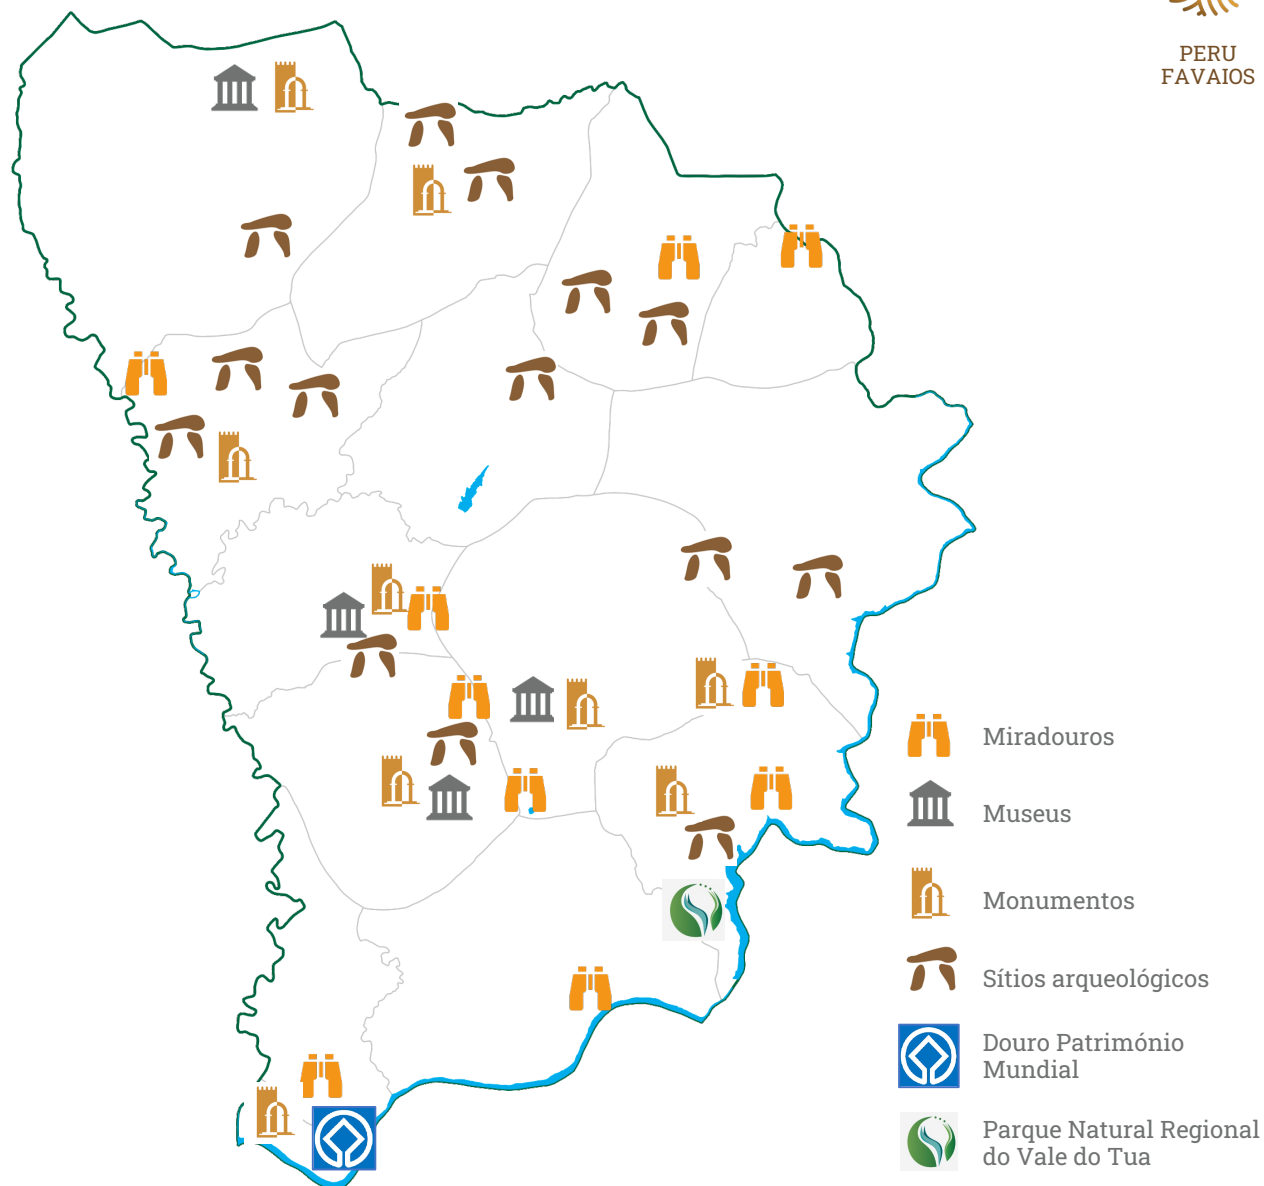 PERU
FAVAIOS
Miradouros
Museus
Monumentos
Sítios arqueológicos
Douro Património
Mundial
Parque Natural Regional
do Vale do Tua